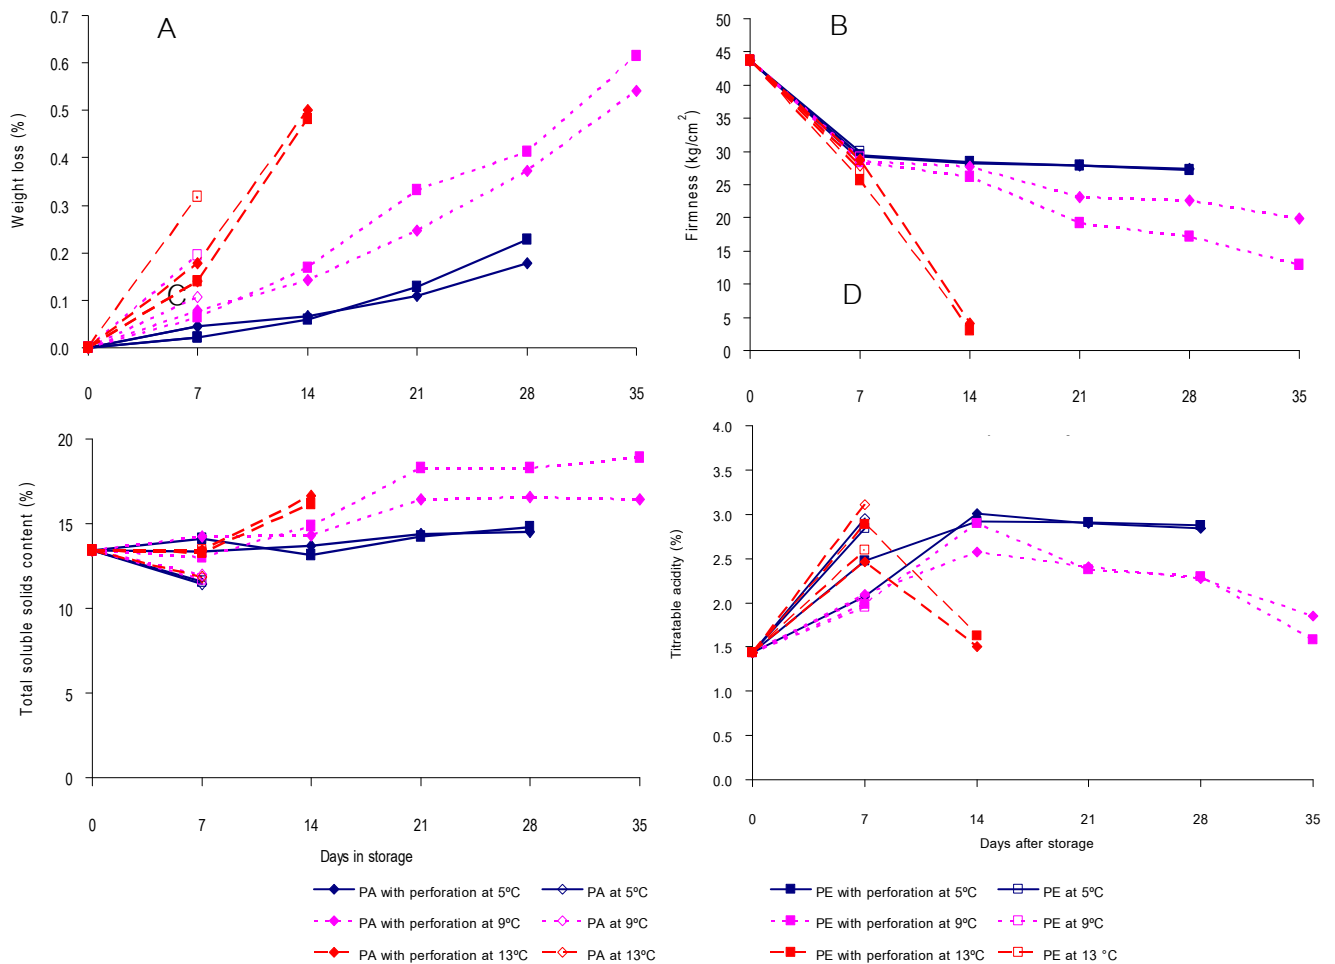 A
0.7
0.6
0.5
0.4
0.3
0.2
0.1
0.0
Weight loss (%)
0 7 14 21 28 35
B
50
45
40
35
30
25
20
15
10
5
0
Firmness (kg/cm²)
0 7 14 21 28 35
C
20
15
10
5
0
Total soluble solids content (%)
0 7 14 21 28 35
Days in storage
D
4.0
3.5
3.0
2.5
2.0
1.5
1.0
0.0
Titratable addity (%)
0 7 14 21 28 35
Days after storage
PA with perforation at 5ºC PA at 5ºC
PA with perforation at 9ºC PA at 9ºC
PA with perforation at 13ºC PA at 13ºC
PE with perforation at 5ºC PE at 5ºC
PE with perforation at 9ºC PE at 9ºC
PE with perforation at 13ºC PE at 13 °C